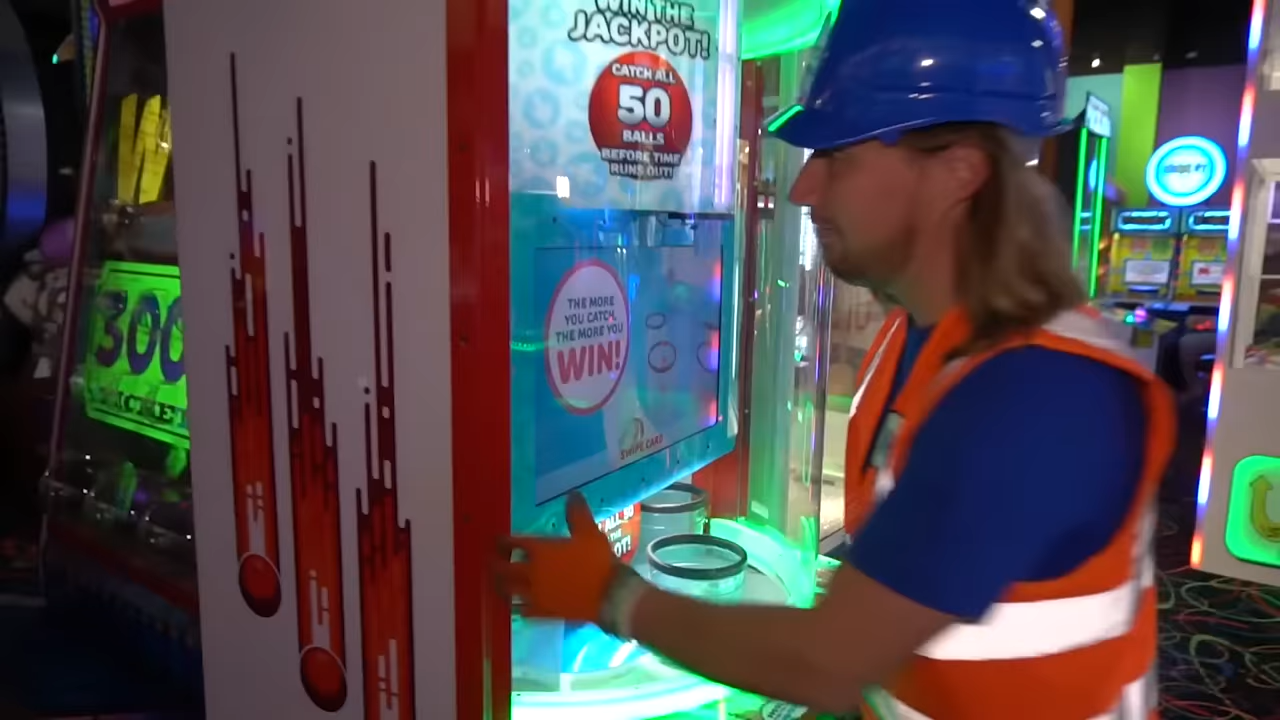 WIN THE
JACKPOT!
CATCH ALL
50
BALLS
BEFORE TIME
RUNS OUT!
THE MORE
YOU CATCH,
THE MORE YOU
WIN!
SWIPE CARD
W
300